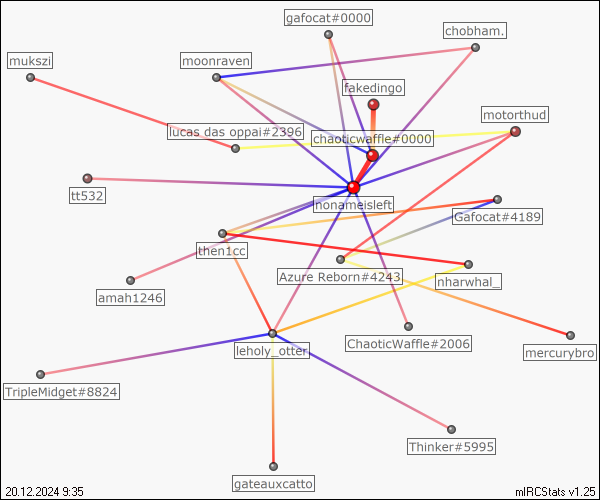 gafocat#0000
chobham.
mukszi
moonraven
fakedingo
motorthud
lucas das oppai#2396
chaoticwaffle#0000
tt532
nonameisleft
Gafocat#4189
then1cc
Azure Reborn#4243
nharwhal_
amah1246
leholy_otter
ChaoticWaffle#2006
mercurybro
TripleMidget#8824
Thinker#5995
gateauxcatto
20.12.2024 9:35
mIRCStats v1.25